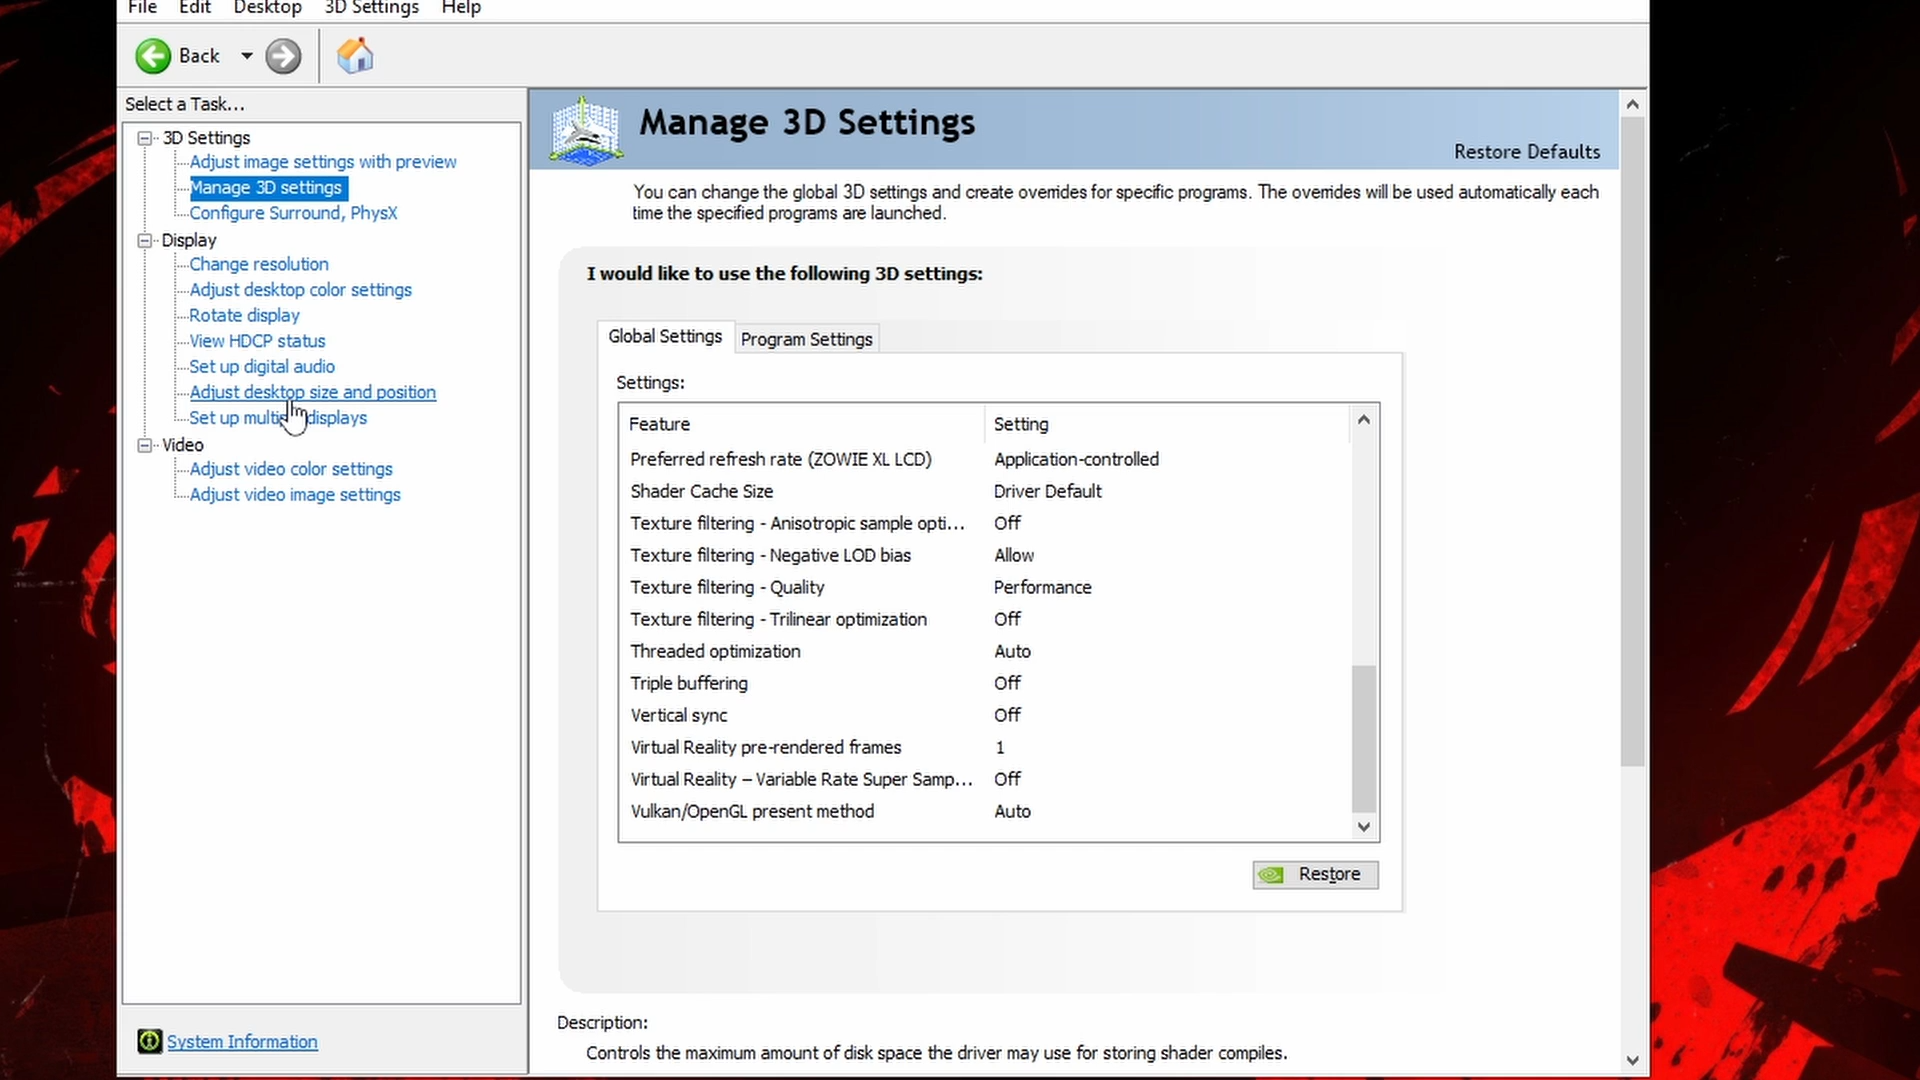 File Edit Desktop 3D Settings Help
Back
Select a Task...
3D Settings
Adjust image settings with preview
Manage 3D settings
Configure Surround, PhysX
Display
Change resolution
Adjust desktop color settings
Rotate display
View HDCP status
Set up digital audio
Adjust desktop size and position
Set up displays
Video
Adjust video color settings
Adjust video image settings
System Information
Manage 3D Settings
Restore Defaults
You can change the global 3D settings and create overrides for specific programs. The overrides will be used automatically each
time the specified programs are launched.
I would like to use the following 3D settings:
Global Settings Program Settings
Settings:
Feature Setting
Preferred refresh rate (ZOWIE XL LCD) Application-controlled
Shader Cache Size Driver Default
Texture filtering - Anisotropic sample opti... Off
Texture filtering - Negative LOD bias Allow
Texture filtering - Quality Performance
Texture filtering - Trilinear optimization Off
Threaded optimization Auto
Triple buffering Off
Vertical sync Off
Virtual Reality pre-rendered frames 1
Virtual Reality – Variable Rate Super Samp... Off
Vulkan/OpenGL present method Auto
Restore
Description:
Controls the maximum amount of disk space the driver may use for storing shader compiles.